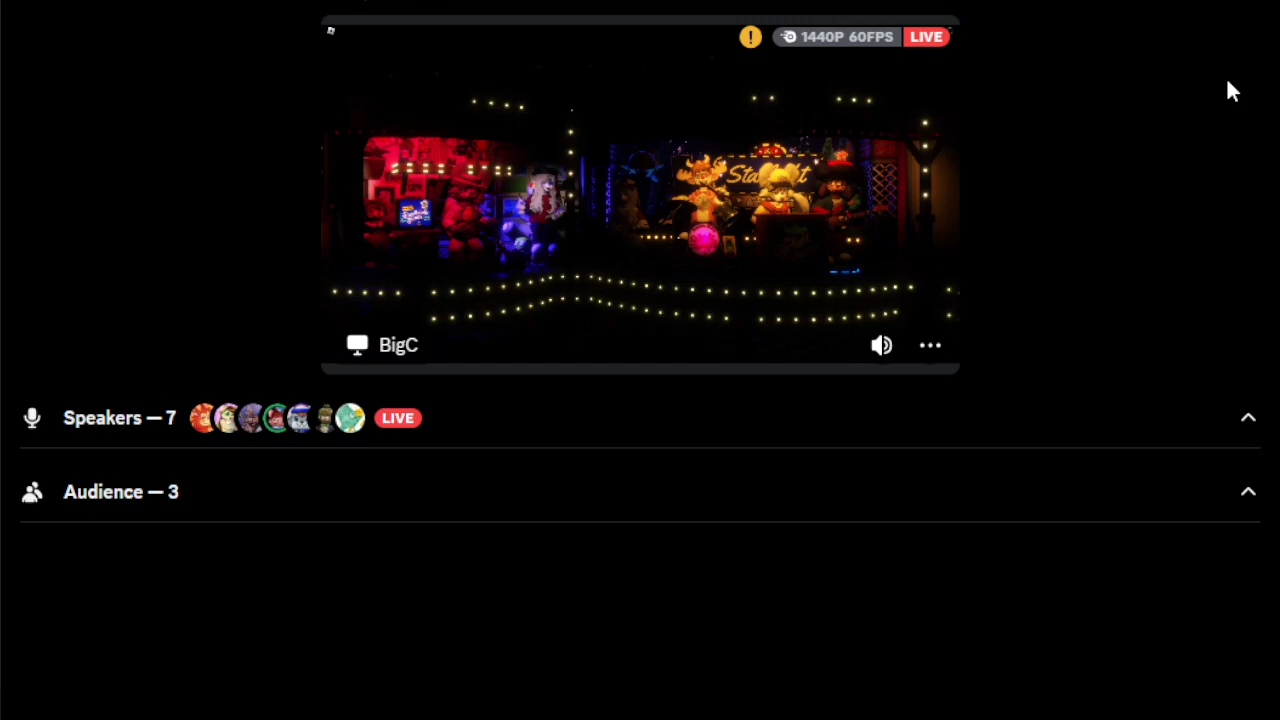 ! 1440P 60FPS LIVE
BigC
Speakers — 7 LIVE
Audience — 3